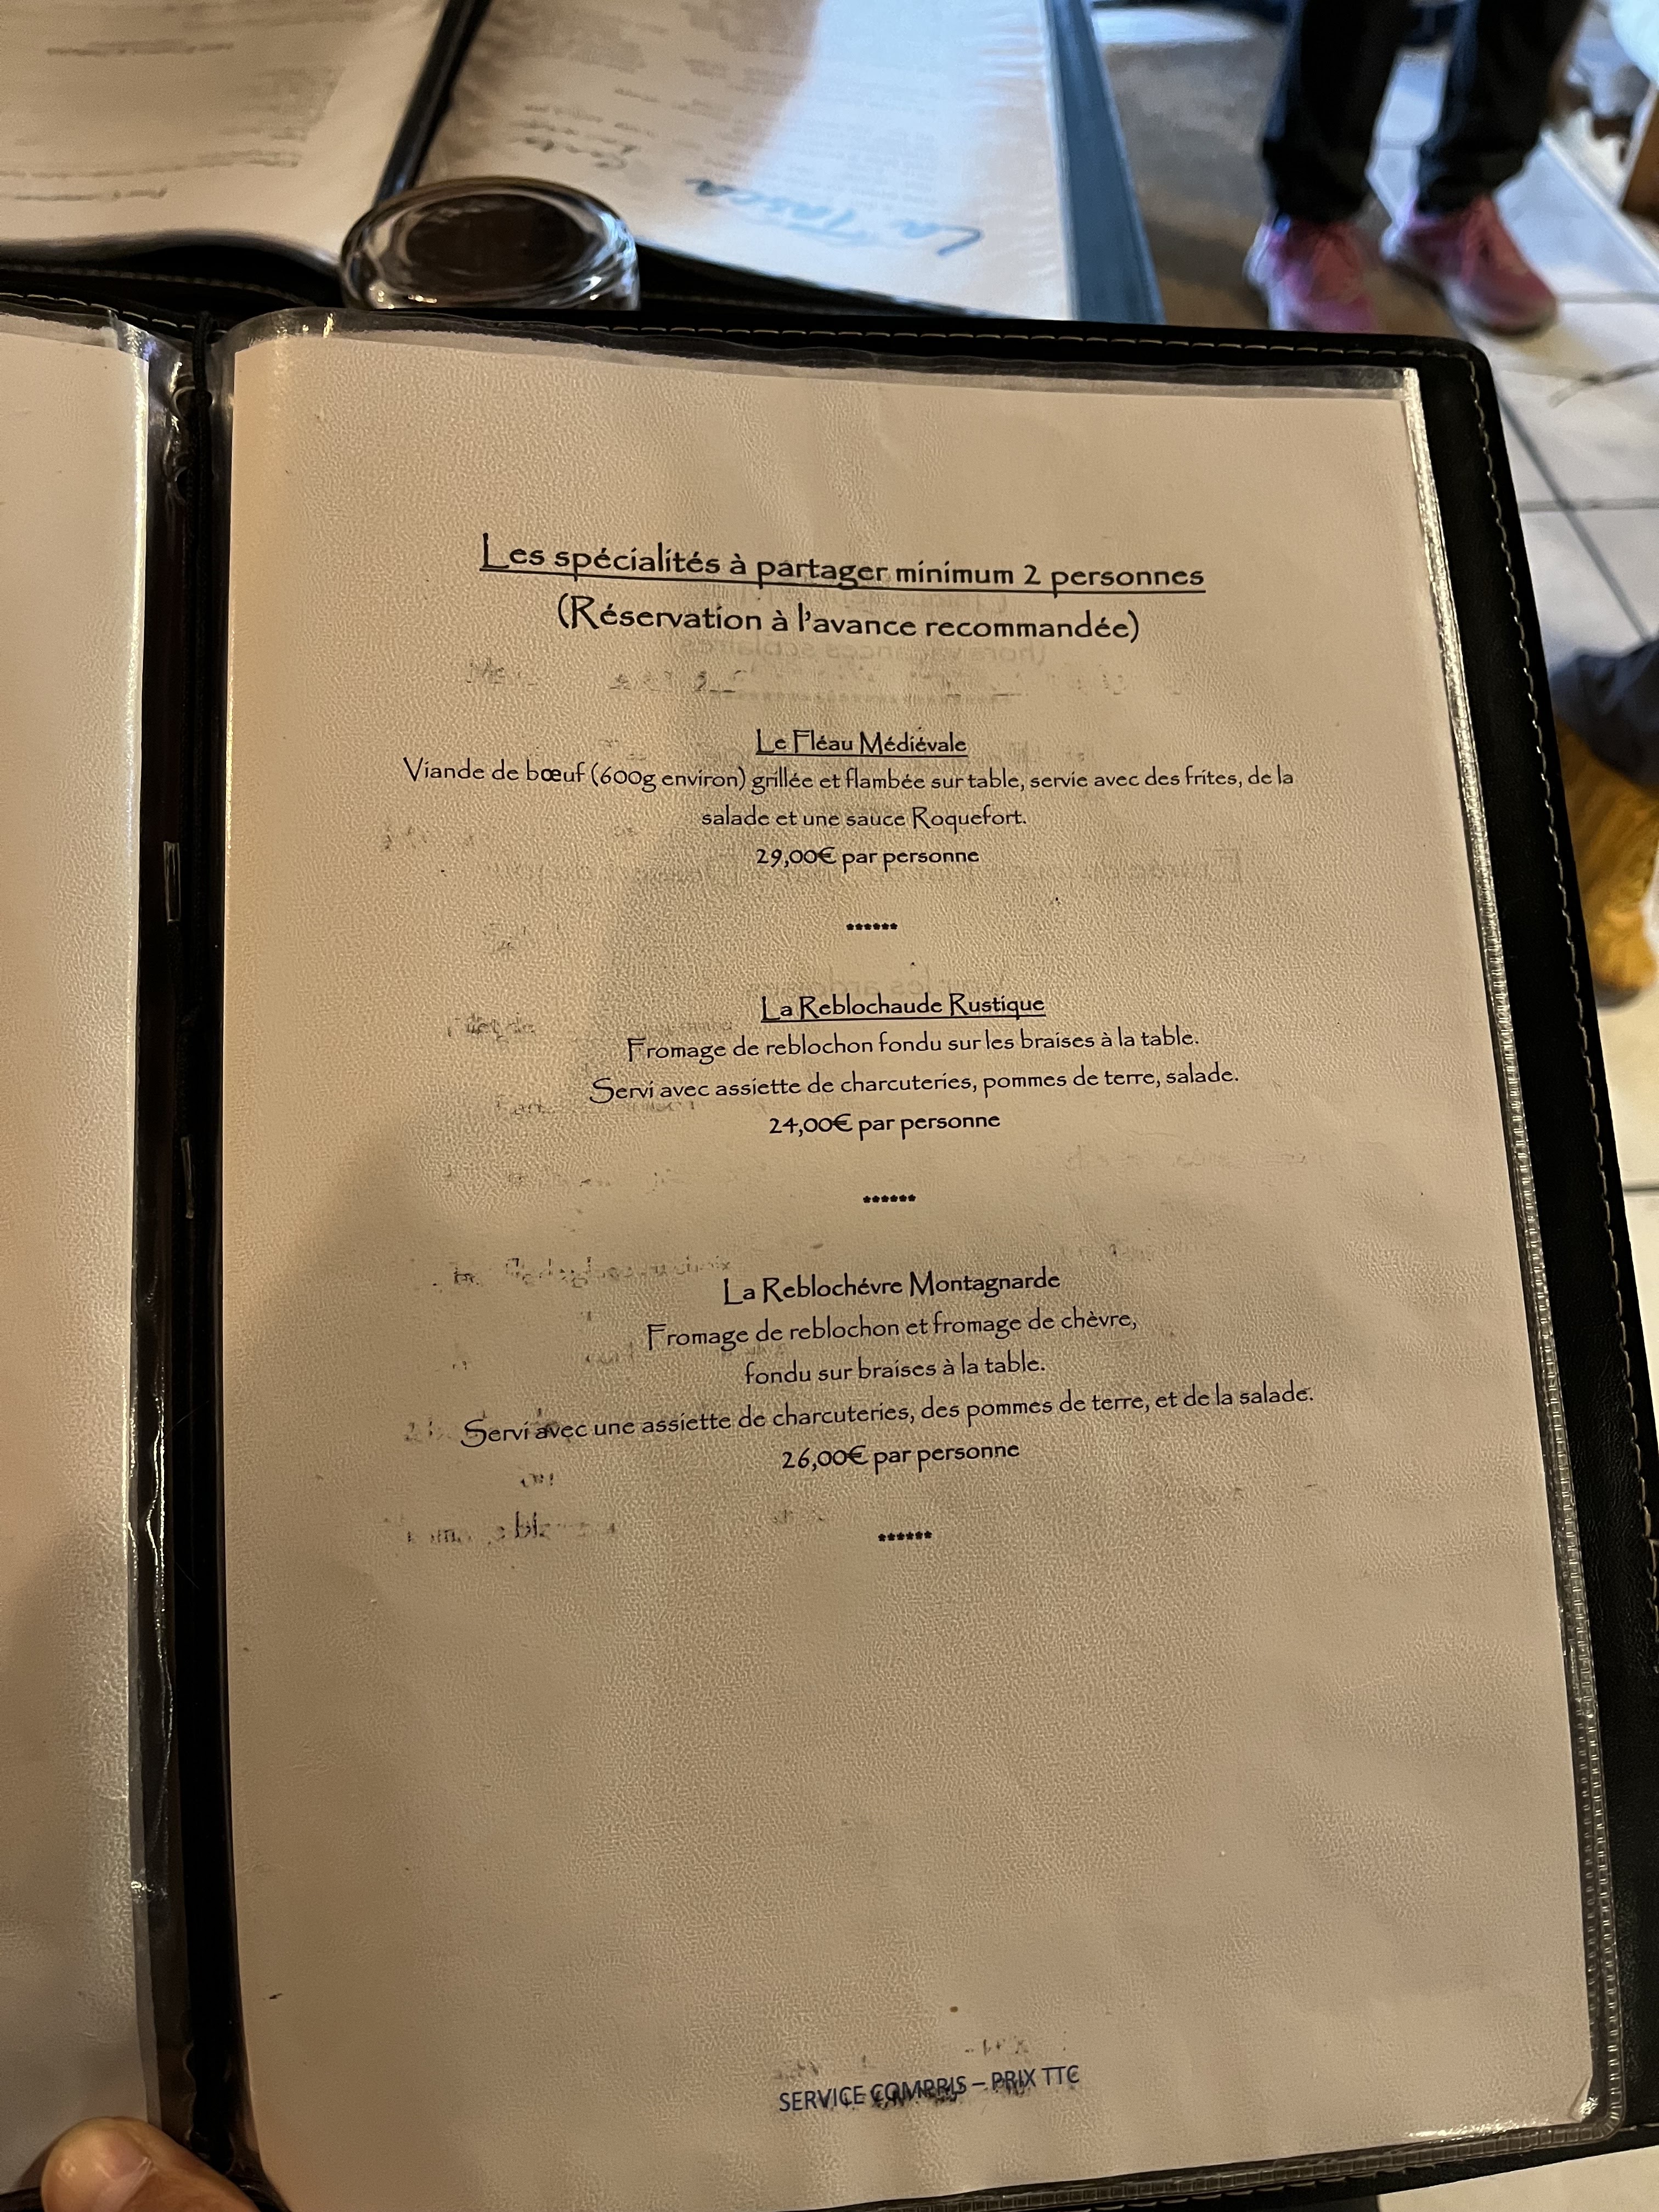 La Tasca
Les spécialités à partager minimum 2 personnes
(Réservation à l'avance recommandée)
Le Fléau Médiévale
Viande de bœuf (600g environ) grillée et flambée sur table, servie avec des frites, de la
salade et une sauce Roquefort.
29,00€ par personne
******
La Reblochaude Rustique
Fromage de reblochon fondu sur les braises à la table.
Servi avec assiette de charcuteries, pommes de terre, salade.
24,00€ par personne
******
La Reblochévre Montagnarde
Fromage de reblochon et fromage de chèvre,
fondu sur braises à la table.
Servi avec une assiette de charcuteries, des pommes de terre, et de la salade.
26,00€ par personne
******
SERVICE COMPRIS – PRIX TTC